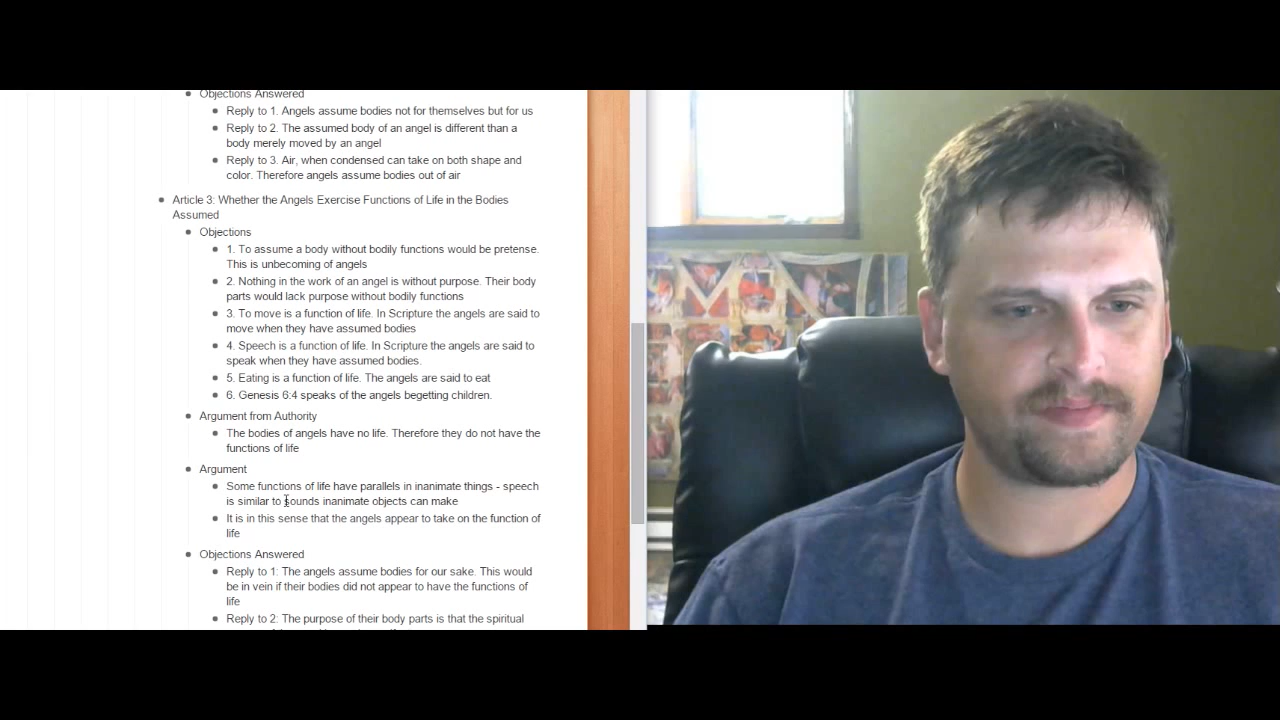 Objections Answered
Reply to 1. Angels assume bodies not for themselves but for us
Reply to 2. The assumed body of an angel is different than a
body merely moved by an angel
Reply to 3. Air, when condensed can take on both shape and
color. Therefore angels assume bodies out of air
Article 3: Whether the Angels Exercise Functions of Life in the Bodies
Assumed
Objections
1. To assume a body without bodily functions would be pretense.
This is unbecoming of angels
2. Nothing in the work of an angel is without purpose. Their body
parts would lack purpose without bodily functions
3. To move is a function of life. In Scripture the angels are said to
move when they have assumed bodies
4. Speech is a function of life. In Scripture the angels are said to
speak when they have assumed bodies.
5. Eating is a function of life. The angels are said to eat
6. Genesis 6:4 speaks of the angels begetting children.
Argument from Authority
The bodies of angels have no life. Therefore they do not have the
functions of life
Argument
Some functions of life have parallels in inanimate things - speech
is similar to sounds inanimate objects can make
It is in this sense that the angels appear to take on the function of
life
Objections Answered
Reply to 1: The angels assume bodies for our sake. This would
be in vein if their bodies did not appear to have the functions of
life
Reply to 2: The purpose of their body parts is that the spiritual